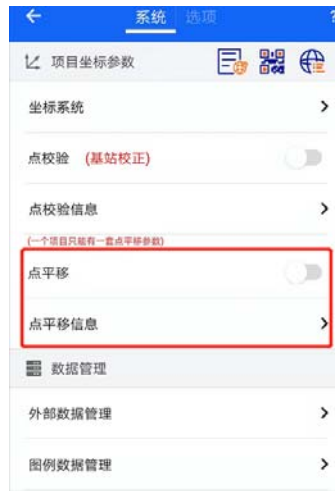 系统 选项 ?
项目坐标参数
坐标系统
点校验 (基站校正)
点校验信息
(一个项目只能有一套点平移参数)
点平移
点平移信息
数据管理
外部数据管理
图例数据管理